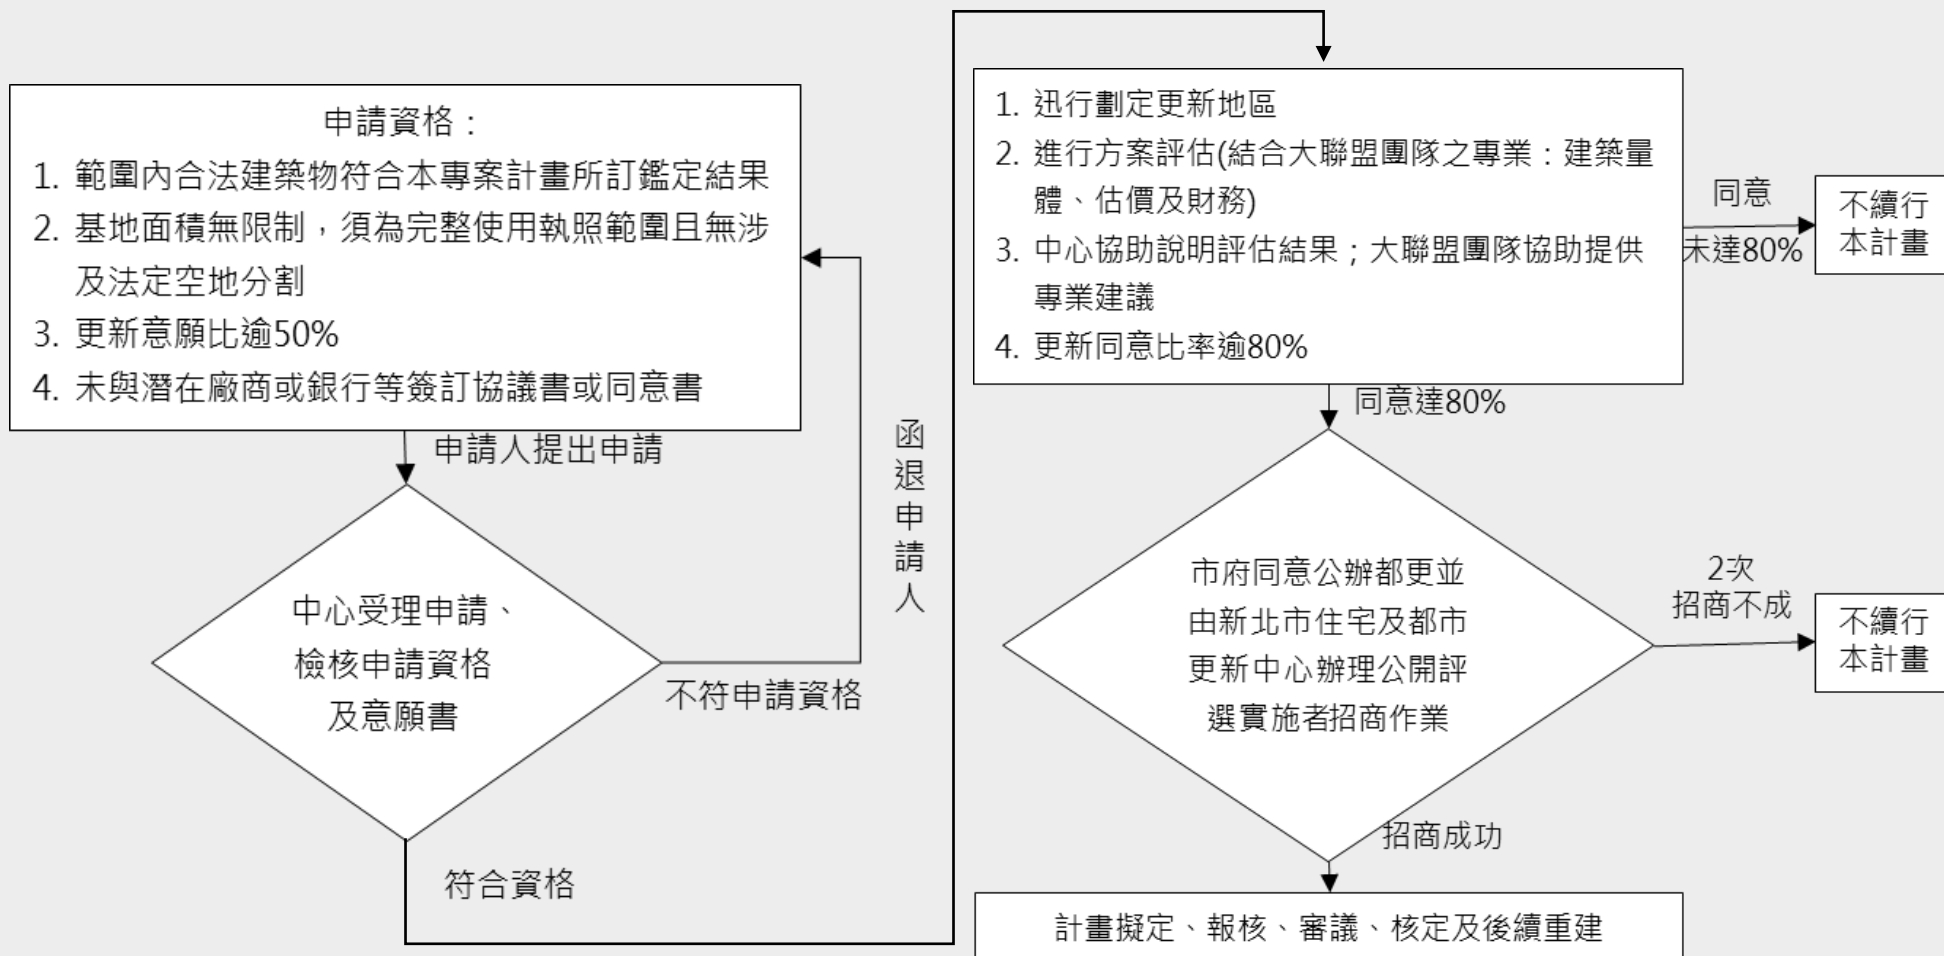 申請資格：
1. 範圍內合法建築物符合本專案計畫所訂鑑定結果
2. 基地面積無限制，須為完整使用執照範圍且無涉
及法定空地分割
3. 更新意願比逾50%
4. 未與潛在廠商或銀行等簽訂協議書或同意書
申請人提出申請
中心受理申請、
檢核申請資格
及意願書
不符申請資格
函退申請人
符合資格
1. 迅行劃定更新地區
2. 進行方案評估(結合大聯盟團隊之專業：建築量
體、估價及財務)
3. 中心協助說明評估結果；大聯盟團隊協助提供
專業建議
4. 更新同意比率逾80%
同意
未達80%
不續行
本計畫
同意達80%
市府同意公辦都更並
由新北市住宅及都市
更新中心辦理公開評
選實施者招商作業
2次
招商不成
不續行
本計畫
招商成功
計畫擬定、報核、審議、核定及後續重建